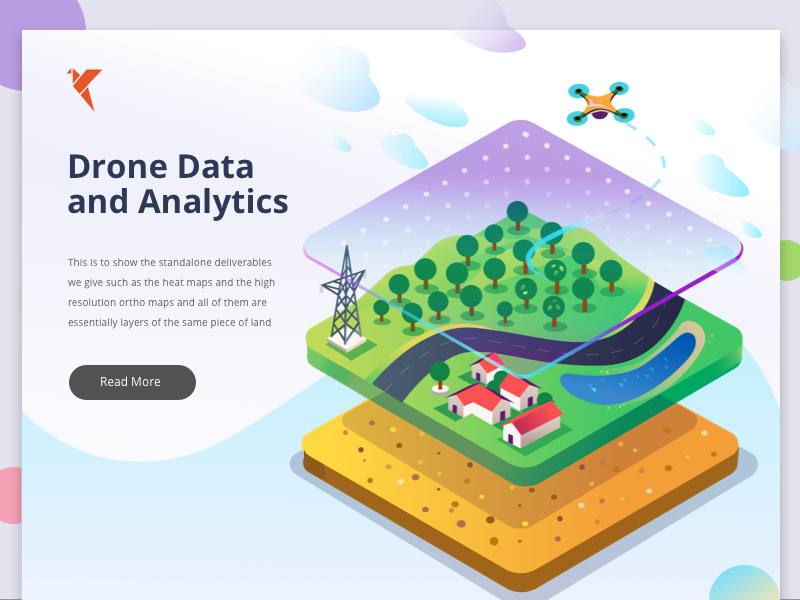 Drone Data
and Analytics
This is to show the standalone deliverables
we give such as the heat maps and the high
resolution ortho maps and all of them are
essentially layers of the same piece of land
Read More